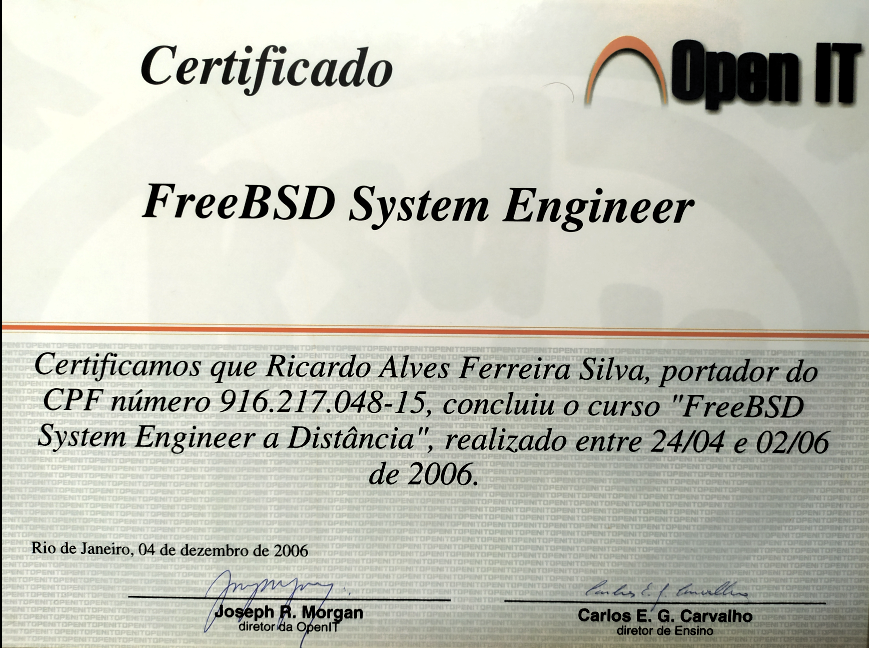 Certificado
Open IT
FreeBSD System Engineer
Certificamos que Ricardo Alves Ferreira Silva, portador do
CPF número 916.217.048-15, concluiu o curso "FreeBSD
System Engineer a Distância", realizado entre 24/04 e 02/06
de 2006.
Rio de Janeiro, 04 de dezembro de 2006
Joseph R. Morgan
diretor da OpenIT
Carlos E. G. Carvalho
diretor de Ensino